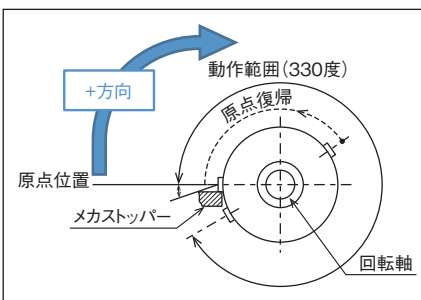 動作範囲(330度)
+方向
原点復帰
原点位置
メカストッパー
回転軸